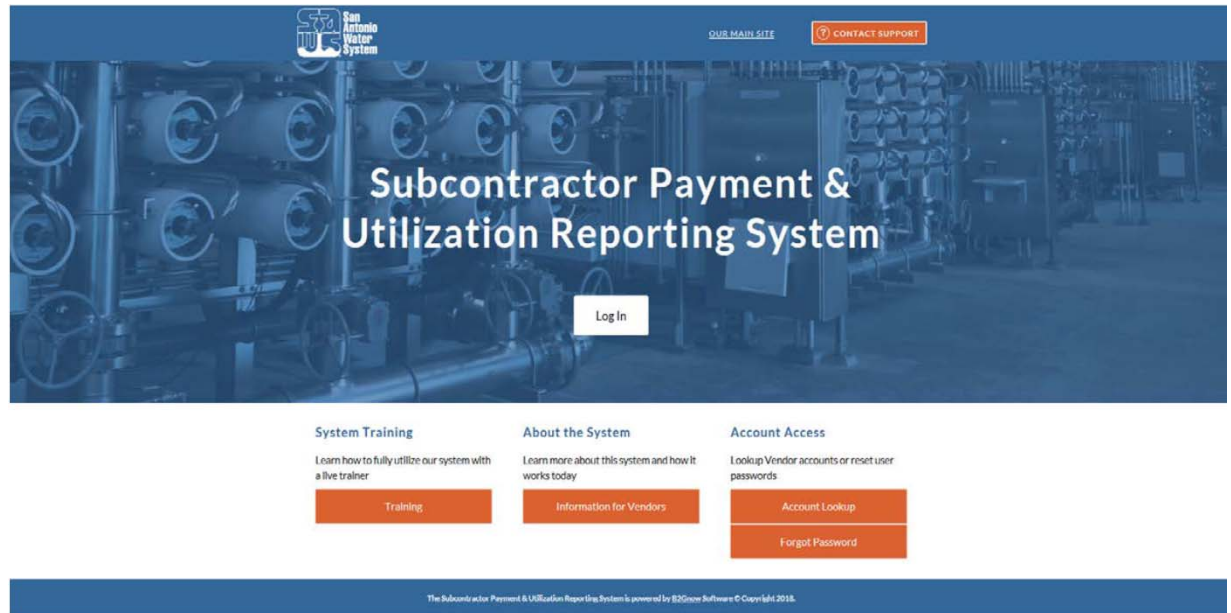 San
Antonio
Water
System
OUR MAIN SITE
? CONTACT SUPPORT
Subcontractor Payment &
Utilization Reporting System
Log In
System Training
About the System
Account Access
Learn how to fully utilize our system with
a live trainer
Learn more about this system and how it
works today
Lookup Vendor accounts or reset user
passwords
Training
Information for Vendors
Account Lookup
Forgot Password
The Subcontractor Payment & Utilization Reporting System is powered by B2Gnow Software © Copyright 2018.